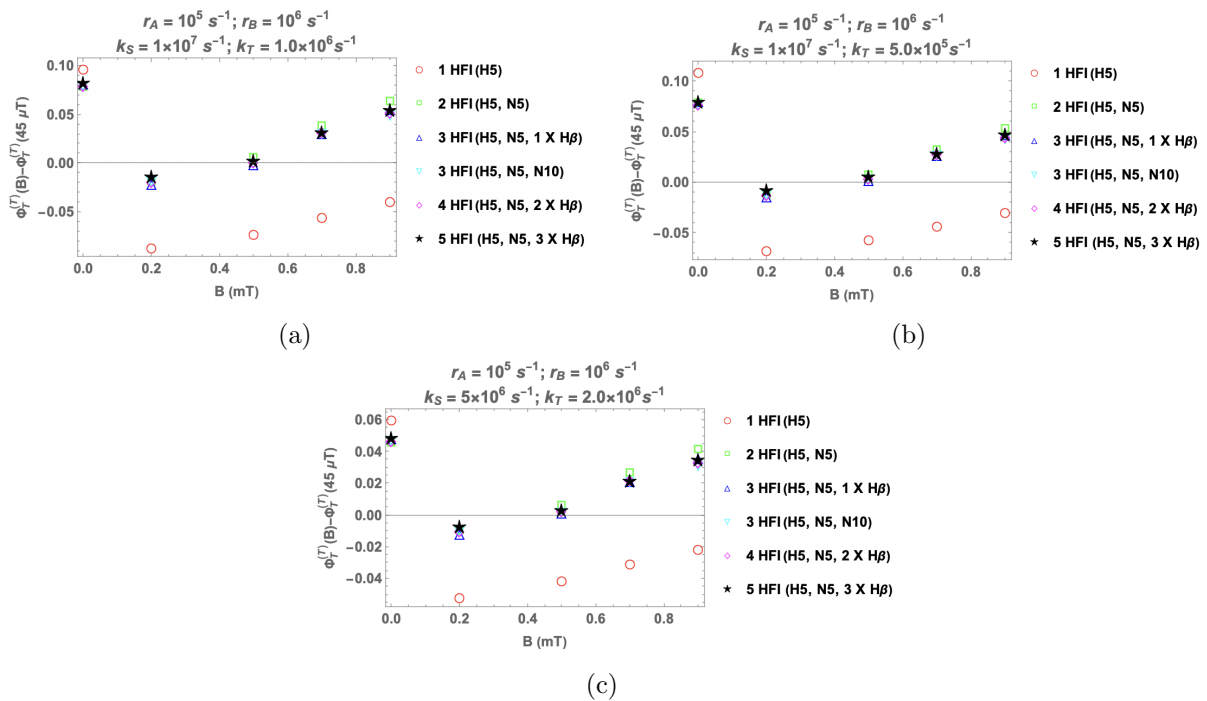 r_A = 10^5 s^−1; r_B = 10^6 s^−1
k_S = 1×10^7 s^−1; k_T = 1.0×10^6 s^−1
0.10
0.05
0.00
−0.05
Φ_T^(T)(B)−Φ_T^(T)(45 μT)
0.0 0.2 0.4 0.6 0.8
B (mT)
1 HFI (H5)
2 HFI (H5, N5)
3 HFI (H5, N5, 1 X Hβ)
3 HFI (H5, N5, N10)
4 HFI (H5, N5, 2 X Hβ)
5 HFI (H5, N5, 3 X Hβ)
(a)
r_A = 10^5 s^−1; r_B = 10^6 s^−1
k_S = 1×10^7 s^−1; k_T = 5.0×10^5 s^−1
0.10
0.05
0.00
−0.05
Φ_T^(T)(B)−Φ_T^(T)(45 μT)
0.0 0.2 0.4 0.6 0.8
B (mT)
1 HFI (H5)
2 HFI (H5, N5)
3 HFI (H5, N5, 1 X Hβ)
3 HFI (H5, N5, N10)
4 HFI (H5, N5, 2 X Hβ)
5 HFI (H5, N5, 3 X Hβ)
(b)
r_A = 10^5 s^−1; r_B = 10^6 s^−1
k_S = 5×10^6 s^−1; k_T = 2.0×10^6 s^−1
0.06
0.04
0.02
0.00
−0.02
−0.04
Φ_T^(T)(B)−Φ_T^(T)(45 μT)
0.0 0.2 0.4 0.6 0.8
B (mT)
1 HFI (H5)
2 HFI (H5, N5)
3 HFI (H5, N5, 1 X Hβ)
3 HFI (H5, N5, N10)
4 HFI (H5, N5, 2 X Hβ)
5 HFI (H5, N5, 3 X Hβ)
(c)